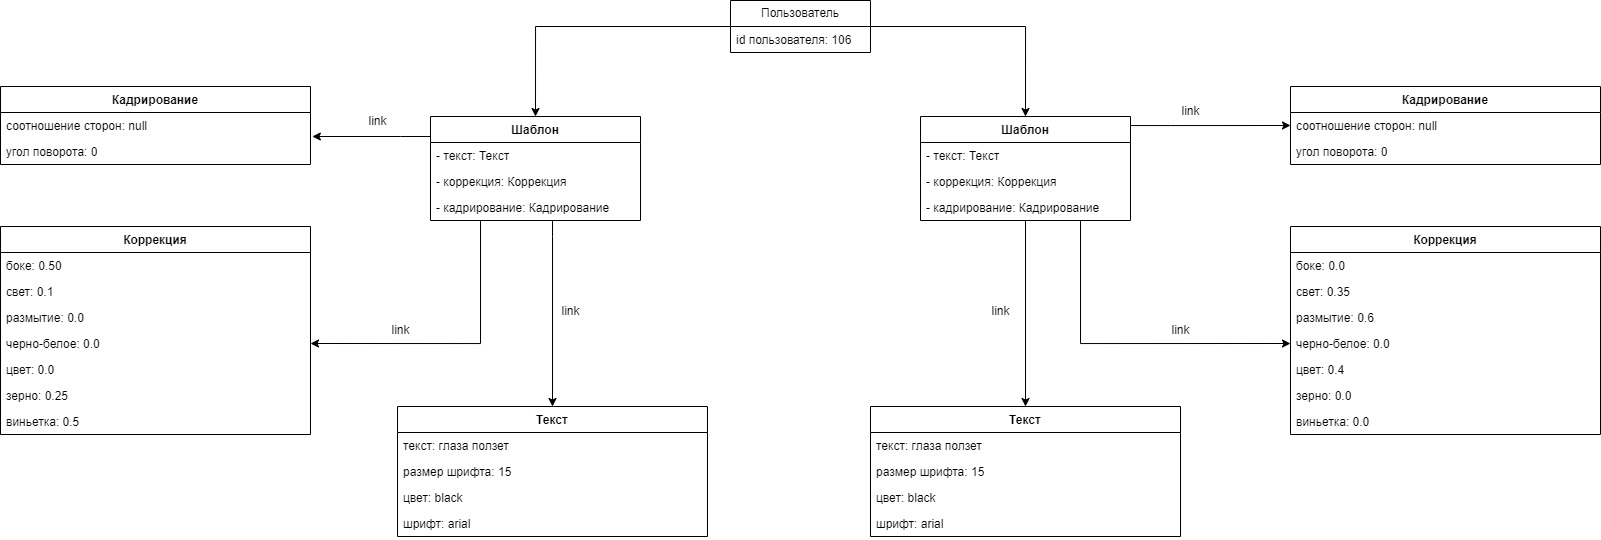 Пользователь
id пользователя: 106
Кадрирование
соотношение сторон: null
угол поворота: 0
link
Шаблон
- текст: Текст
- коррекция: Коррекция
- кадрирование: Кадрирование
Шаблон
- текст: Текст
- коррекция: Коррекция
- кадрирование: Кадрирование
link
Кадрирование
соотношение сторон: null
угол поворота: 0
Коррекция
боке: 0.50
свет: 0.1
размытие: 0.0
черно-белое: 0.0
цвет: 0.0
зерно: 0.25
виньетка: 0.5
link
link
link
link
Коррекция
боке: 0.0
свет: 0.35
размытие: 0.6
черно-белое: 0.0
цвет: 0.4
зерно: 0.0
виньетка: 0.0
Текст
текст: глаза ползет
размер шрифта: 15
цвет: black
шрифт: arial
Текст
текст: глаза ползет
размер шрифта: 15
цвет: black
шрифт: arial